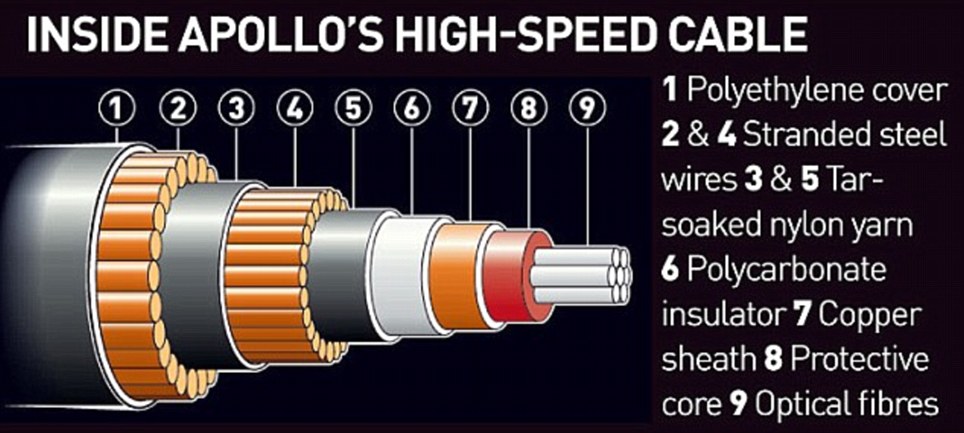 INSIDE APOLLO'S HIGH-SPEED CABLE
1 2 3 4 5 6 7 8 9
1 Polyethylene cover
2 & 4 Stranded steel
wires 3 & 5 Tar-
soaked nylon yarn
6 Polycarbonate
insulator 7 Copper
sheath 8 Protective
core 9 Optical fibres